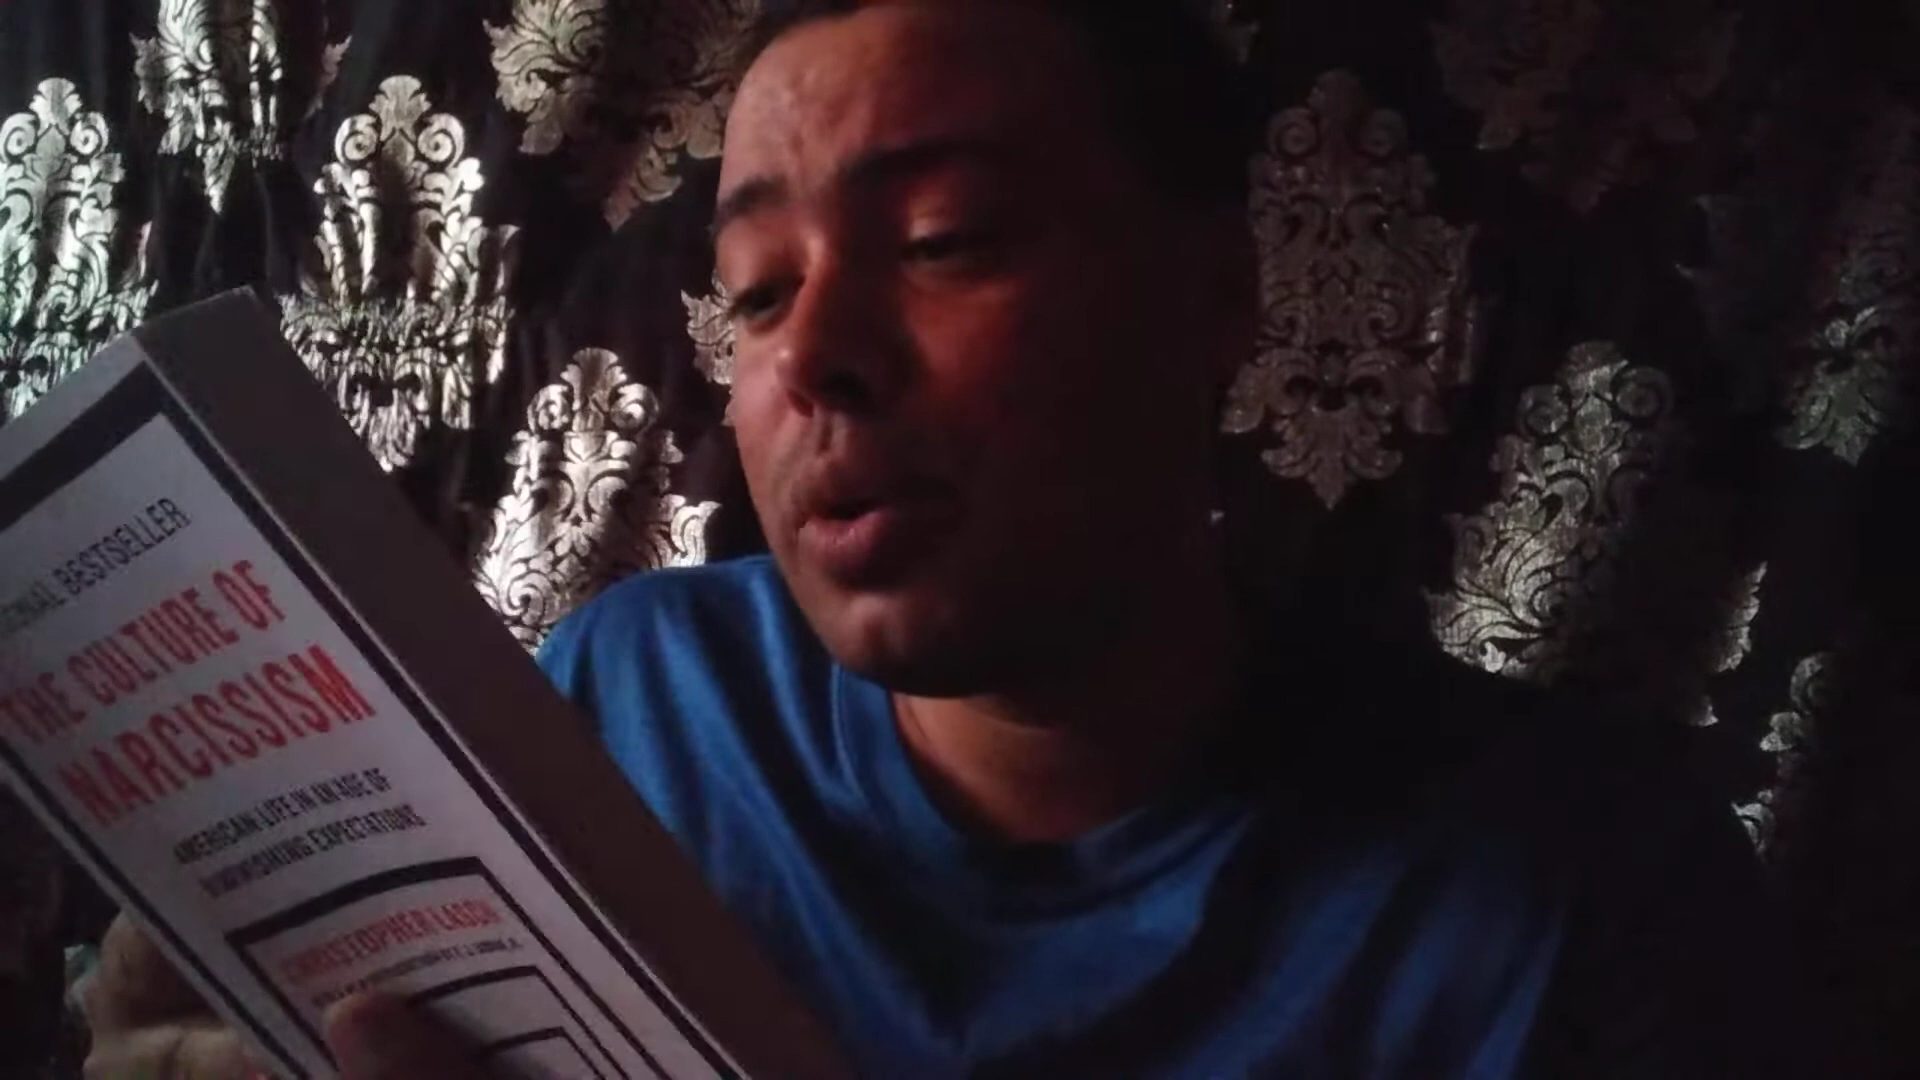 BESTSELLER
THE CULTURE OF
NARCISSISM
AMERICAN LIFE IN AN AGE OF
DIMINISHING EXPECTATIONS
CHRISTOPHER LASCH